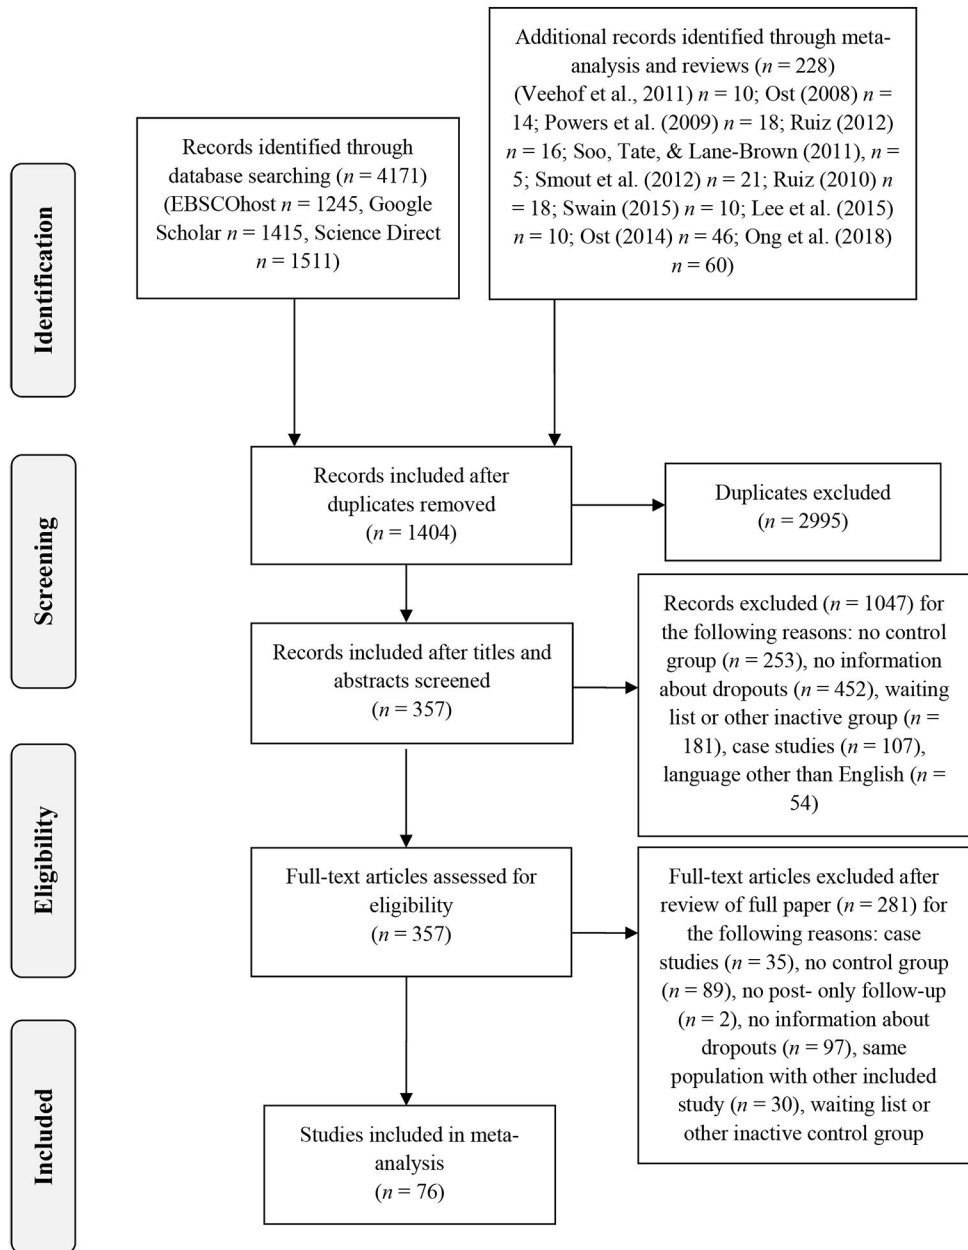 Identification
Records identified through
database searching (n = 4171)
(EBSCOhost n = 1245, Google
Scholar n = 1415, Science Direct
n = 1511)
Additional records identified through meta-
analysis and reviews (n = 228)
(Veehof et al., 2011) n = 10; Ost (2008) n =
14; Powers et al. (2009) n = 18; Ruiz (2012)
n = 16; Soo, Tate, & Lane-Brown (2011), n =
5; Smout et al. (2012) n = 21; Ruiz (2010) n
= 18; Swain (2015) n = 10; Lee et al. (2015)
n = 10; Ost (2014) n = 46; Ong et al. (2018)
n = 60)
Screening
Records included after
duplicates removed
(n = 1404)
Duplicates excluded
(n = 2995)
Records included after titles and
abstracts screened
(n = 357)
Records excluded (n = 1047) for
the following reasons: no control
group (n = 253), no information
about dropouts (n = 452), waiting
list or other inactive group (n =
181), case studies (n = 107),
language other than English (n =
54)
Eligibility
Full-text articles assessed for
eligibility
(n = 357)
Full-text articles excluded after
review of full paper (n = 281) for
the following reasons: case
studies (n = 35), no control group
(n = 89), no post- only follow-up
(n = 2), no information about
dropouts (n = 97), same
population with other included
study (n = 30), waiting list or
other inactive control group
Included
Studies included in meta-
analysis
(n = 76)